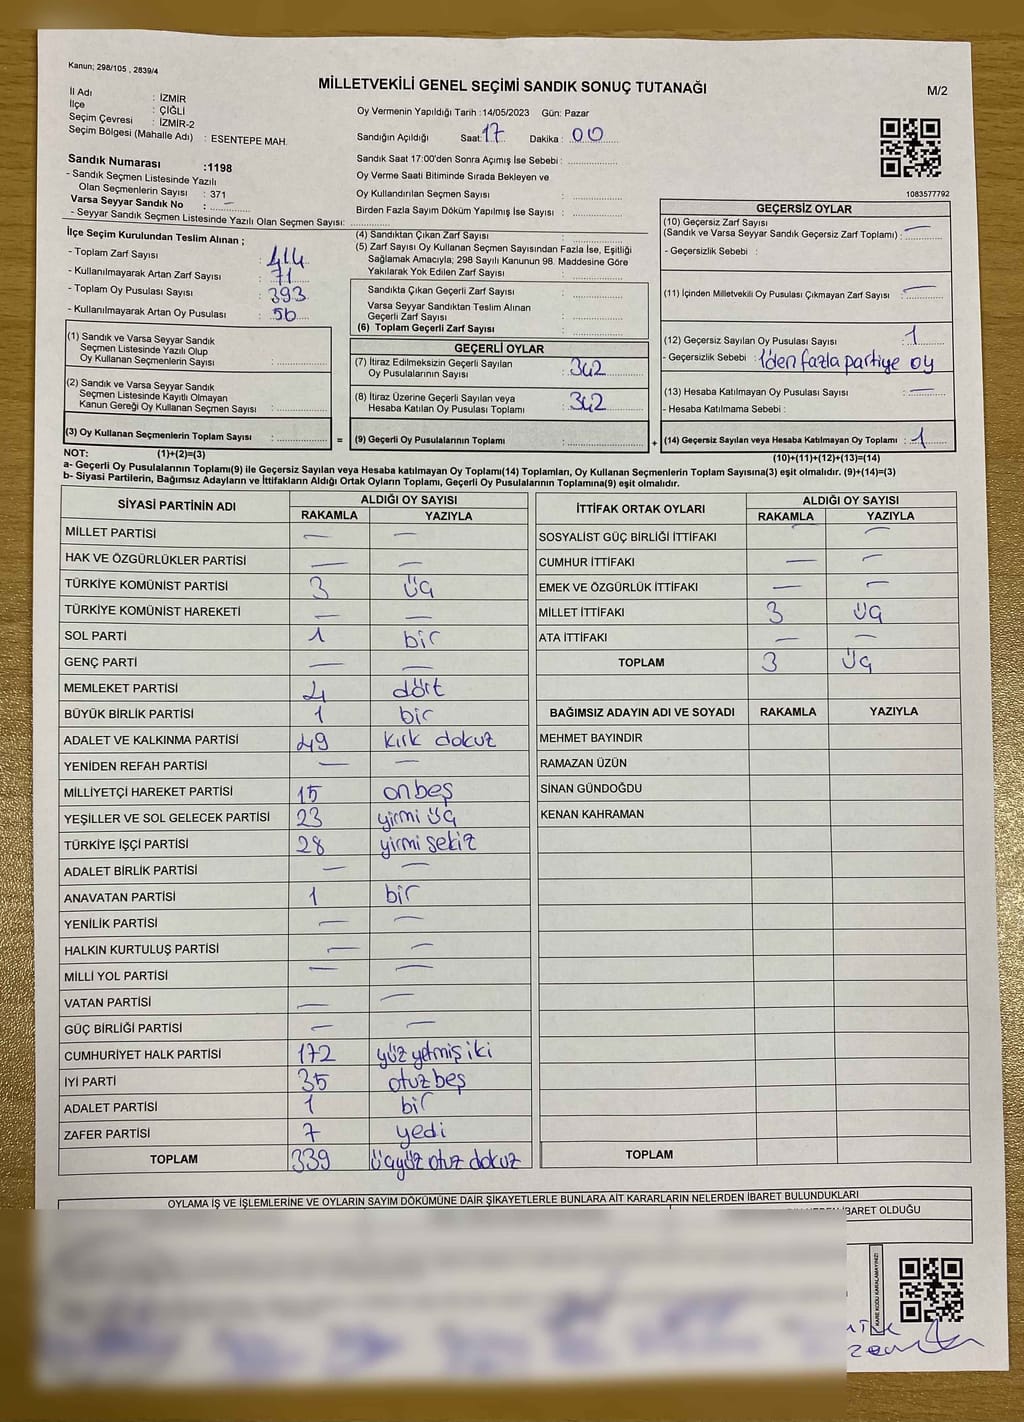 Kanun; 298/105 , 2839/4
MİLLETVEKİLİ GENEL SEÇİMİ SANDIK SONUÇ TUTANAĞI
M/2
İl Adı : İZMİR
İlçe : ÇİĞLİ
Seçim Çevresi : İZMİR-2
Seçim Bölgesi (Mahalle Adı) : ESENTEPE MAH.
Oy Vermenin Yapıldığı Tarih :14/05/2023 Gün: Pazar
Sandığın Açıldığı Saat: 17 Dakika : 00
Sandık Saat 17:00'den Sonra Açımış İse Sebebi :
Oy Verme Saati Bitiminde Sırada Bekleyen ve
Oy Kullandırılan Seçmen Sayısı :
Birden Fazla Sayım Döküm Yapılmış İse Sayısı :
1083577792
Sandık Numarası :1198
- Sandık Seçmen Listesinde Yazılı
Olan Seçmenlerin Sayısı : 371
Varsa Seyyar Sandık No : —
- Seyyar Sandık Seçmen Listesinde Yazılı Olan Seçmen Sayısı:
İlçe Seçim Kurulundan Teslim Alınan ;
- Toplam Zarf Sayısı : 414
- Kullanılmayarak Artan Zarf Sayısı : 71
- Toplam Oy Pusulası Sayısı : 393
- Kullanılmayarak Artan Oy Pusulası : 50
(1) Sandık ve Varsa Seyyar Sandık
Seçmen Listesinde Yazılı Olup
Oy Kullanan Seçmenlerin Sayısı :
(2) Sandık ve Varsa Seyyar Sandık
Seçmen Listesinde Kayıtlı Olmayan
Kanun Gereği Oy Kullanan Seçmen Sayısı :
(3) Oy Kullanan Seçmenlerin Toplam Sayısı :
(4) Sandıktan Çıkan Zarf Sayısı :
(5) Zarf Sayısı Oy Kullanan Seçmen Sayısından Fazla İse, Eşitliği
Sağlamak Amacıyla; 298 Sayılı Kanunun 98. Maddesine Göre
Yakılarak Yok Edilen Zarf Sayısı :
Sandıkta Çıkan Geçerli Zarf Sayısı :
Varsa Seyyar Sandıktan Teslim Alınan
Geçerli Zarf Sayısı :
(6) Toplam Geçerli Zarf Sayısı :
GEÇERLİ OYLAR
(7) İtiraz Edilmeksizin Geçerli Sayılan
Oy Pusulalarının Sayısı : 342
(8) İtiraz Üzerine Geçerli Sayılan veya
Hesaba Katılan Oy Pusulası Toplamı : 342
= (9) Geçerli Oy Pusulalarının Toplamı : +
GEÇERSİZ OYLAR
(10) Geçersiz Zarf Sayısı
(Sandık ve Varsa Seyyar Sandık Geçersiz Zarf Toplamı) : —
- Geçersizlik Sebebi :
(11) İçinden Milletvekili Oy Pusulası Çıkmayan Zarf Sayısı : —
(12) Geçersiz Sayılan Oy Pusulası Sayısı : 1
- Geçersizlik Sebebi : 1'den fazla partiye oy
(13) Hesaba Katılmayan Oy Pusulası Sayısı : —
- Hesaba Katılmama Sebebi :
(14) Geçersiz Sayılan veya Hesaba Katılmayan Oy Toplamı : 1
NOT: (1)+(2)=(3)
(10)+(11)+(12)+(13)=(14)
a- Geçerli Oy Pusulalarının Toplamı(9) ile Geçersiz Sayılan veya Hesaba katılmayan Oy Toplamı(14) Toplamları, Oy Kullanan Seçmenlerin Toplam Sayısına(3) eşit olmalıdır. (9)+(14)=(3)
b- Siyasi Partilerin, Bağımsız Adayların ve İttifakların Aldığı Ortak Oyların Toplamı, Geçerli Oy Pusulalarının Toplamına(9) eşit olmalıdır.
SİYASİ PARTİNİN ADI ALDIĞI OY SAYISI
RAKAMLA YAZIYLA
MİLLET PARTİSİ — —
HAK VE ÖZGÜRLÜKLER PARTİSİ — —
TÜRKİYE KOMÜNİST PARTİSİ 3 üç
TÜRKİYE KOMÜNİST HAREKETİ — —
SOL PARTİ 1 bir
GENÇ PARTİ — —
MEMLEKET PARTİSİ 4 dört
BÜYÜK BİRLİK PARTİSİ 1 bir
ADALET VE KALKINMA PARTİSİ 49 kırk dokuz
YENİDEN REFAH PARTİSİ — —
MİLLİYETÇİ HAREKET PARTİSİ 15 onbeş
YEŞİLLER VE SOL GELECEK PARTİSİ 23 yirmi üç
TÜRKİYE İŞÇİ PARTİSİ 28 yirmi sekiz
ADALET BİRLİK PARTİSİ — —
ANAVATAN PARTİSİ 1 bir
YENİLİK PARTİSİ — —
HALKIN KURTULUŞ PARTİSİ — —
MİLLİ YOL PARTİSİ — —
VATAN PARTİSİ — —
GÜÇ BİRLİĞİ PARTİSİ — —
CUMHURİYET HALK PARTİSİ 172 yüz yetmiş iki
İYİ PARTİ 35 otuz beş
ADALET PARTİSİ 1 bir
ZAFER PARTİSİ 7 yedi
TOPLAM 339 üçyüz otuz dokuz
İTTİFAK ORTAK OYLARI ALDIĞI OY SAYISI
RAKAMLA YAZIYLA
SOSYALİST GÜÇ BİRLİĞİ İTTİFAKI — —
CUMHUR İTTİFAKI — —
EMEK VE ÖZGÜRLÜK İTTİFAKI — —
MİLLET İTTİFAKI 3 üç
ATA İTTİFAKI — —
TOPLAM 3 üç
BAĞIMSIZ ADAYIN ADI VE SOYADI RAKAMLA YAZIYLA
MEHMET BAYINDIR
RAMAZAN ÜZÜN
SİNAN GÜNDOĞDU
KENAN KAHRAMAN
TOPLAM
OYLAMA İŞ VE İŞLEMLERİNE VE OYLARIN SAYIM DÖKÜMÜNE DAİR ŞİKAYETLERLE BUNLARA AİT KARARLARIN NELERDEN İBARET BULUNDUKLARI
İBARET OLDUĞU
KARE KODU KARALAMAYINIZ!